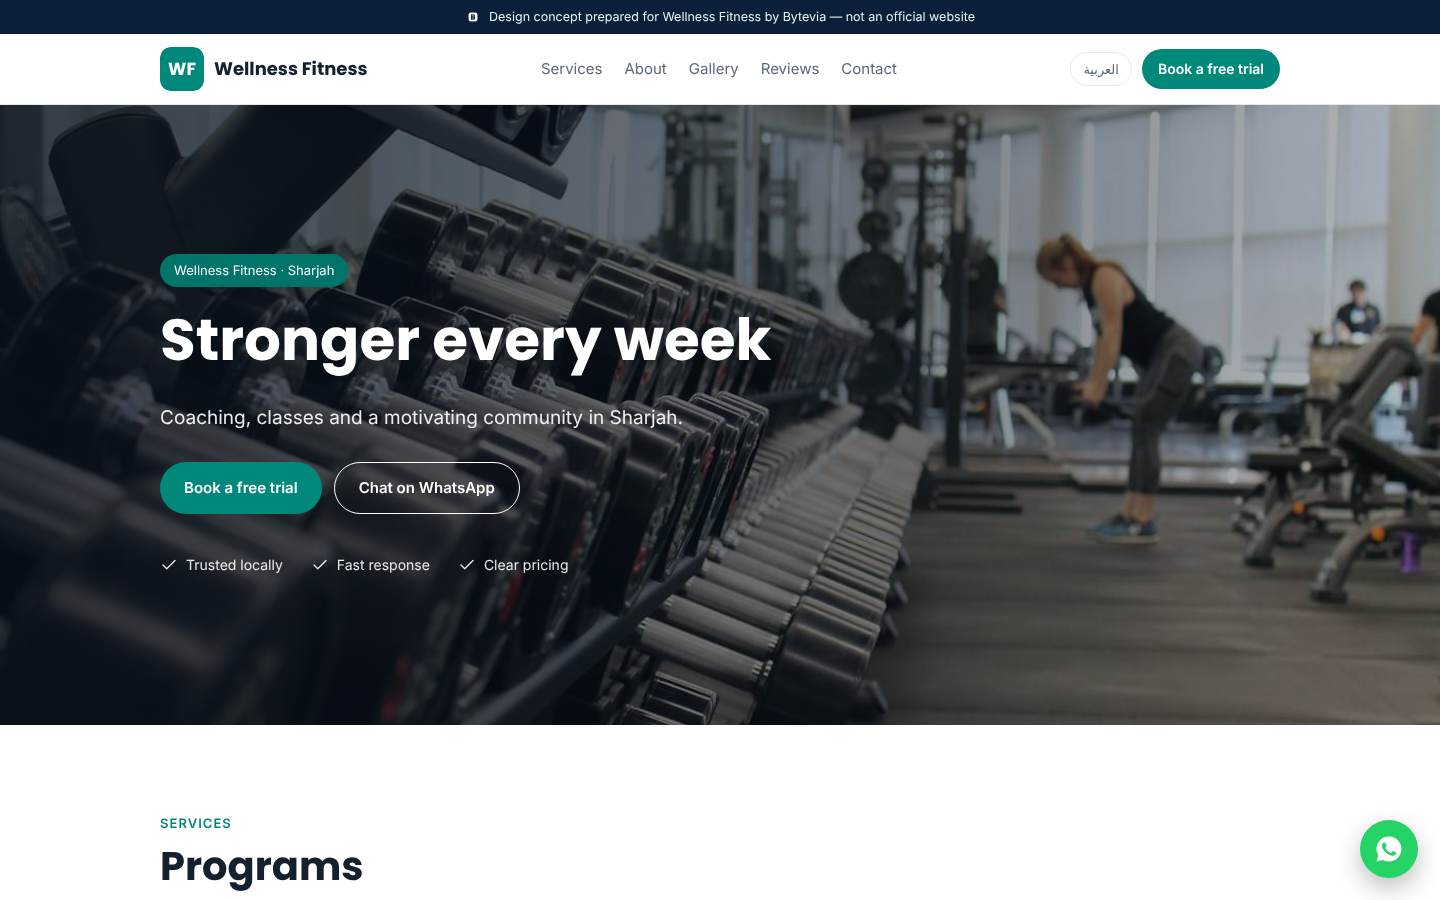 Design concept prepared for Wellness Fitness by Bytevia — not an official website
WF Wellness Fitness
Services About Gallery Reviews Contact
العربية
Book a free trial
Wellness Fitness · Sharjah
Stronger every week
Coaching, classes and a motivating community in Sharjah.
Book a free trial
Chat on WhatsApp
Trusted locally
Fast response
Clear pricing
SERVICES
Programs